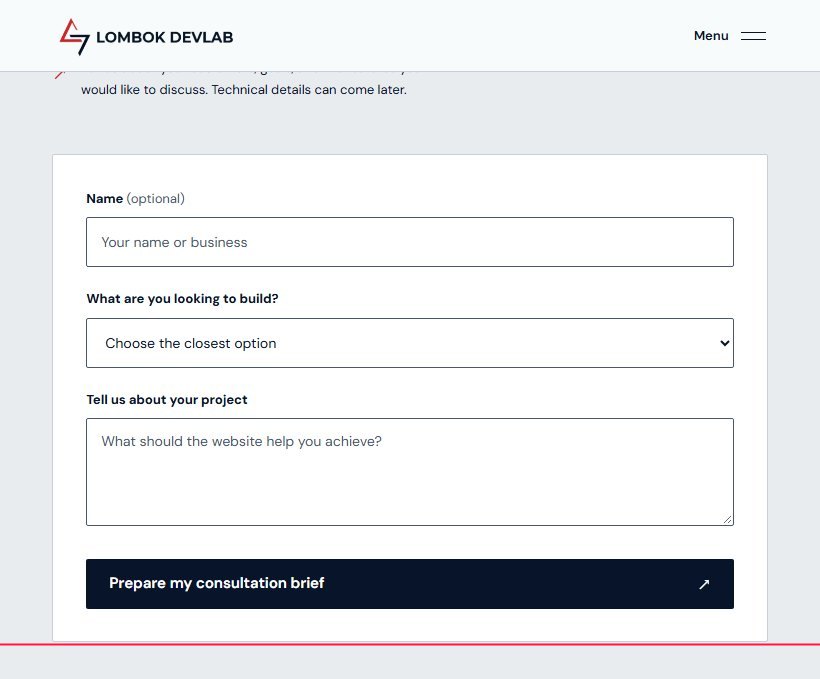 LOMBOK DEVLAB
Menu
would like to discuss. Technical details can come later.
Name (optional)
Your name or business
What are you looking to build?
Choose the closest option
Tell us about your project
What should the website help you achieve?
Prepare my consultation brief